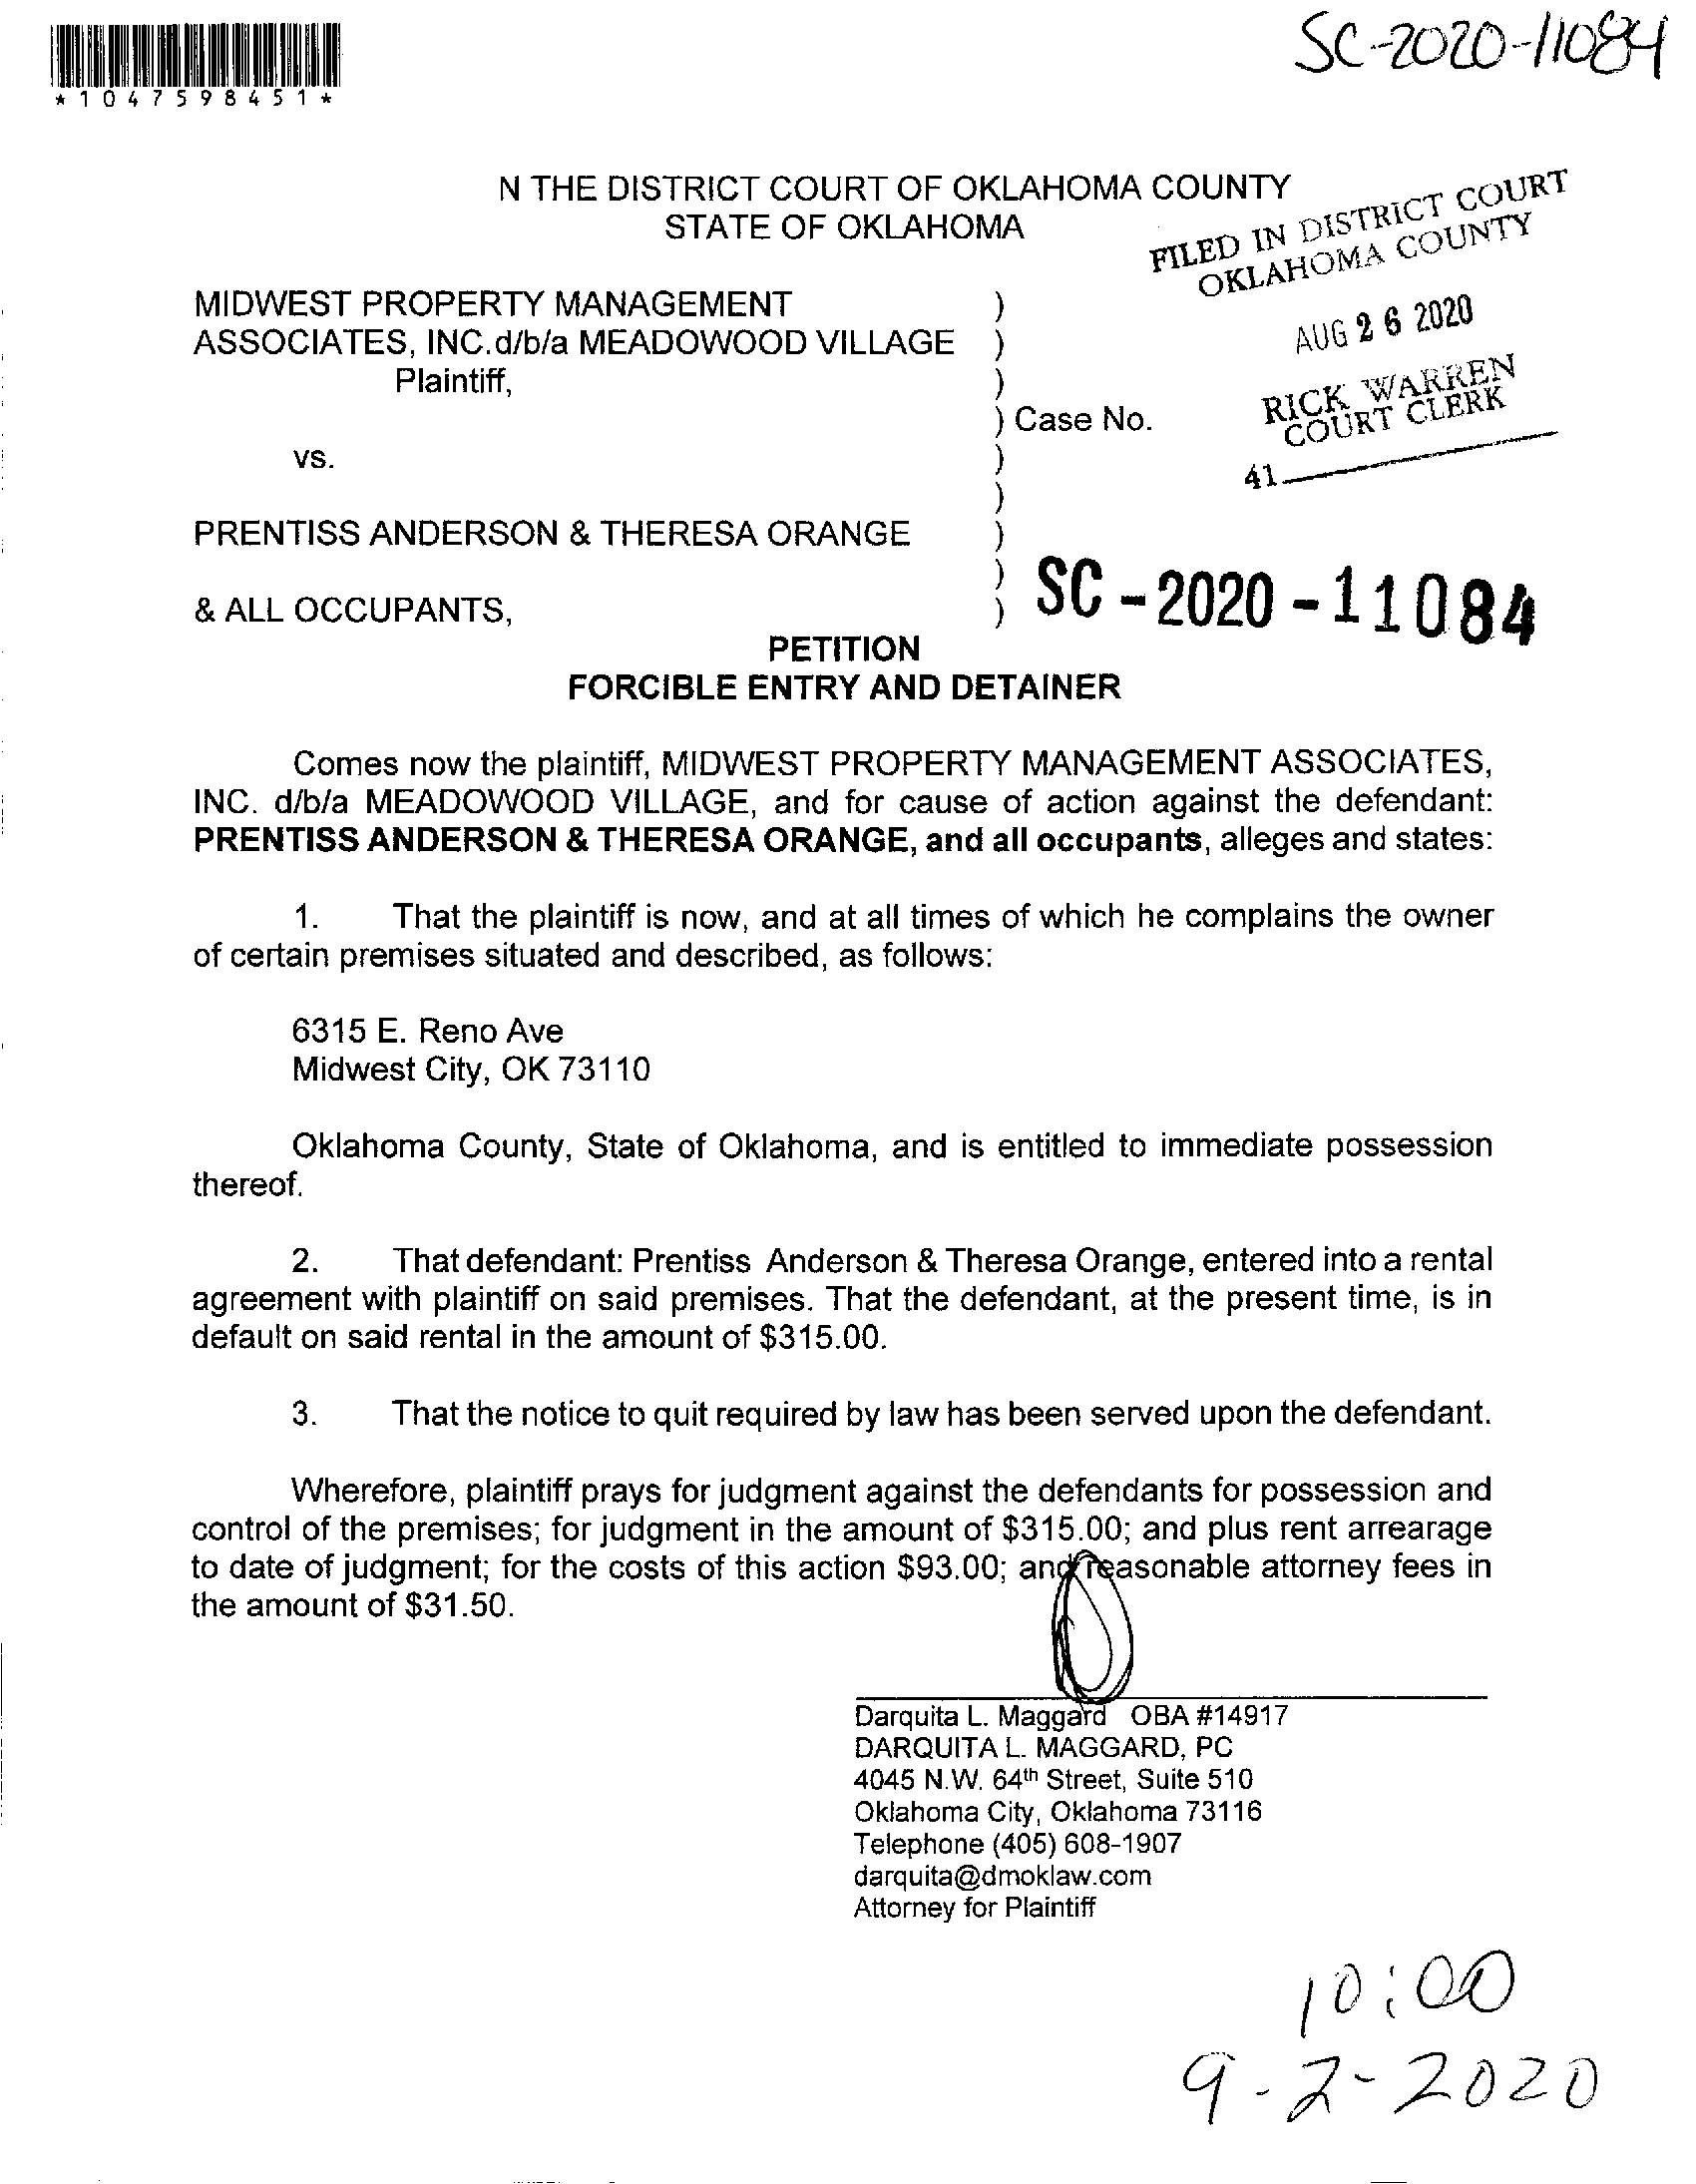 SC-2020-11084
*1047598451*
N THE DISTRICT COURT OF OKLAHOMA COUNTY
STATE OF OKLAHOMA
FILED IN DISTRICT COURT
OKLAHOMA COUNTY
AUG 26 2020
RICK WARREN
COURT CLERK
41
MIDWEST PROPERTY MANAGEMENT )
ASSOCIATES, INC.d/b/a MEADOWOOD VILLAGE )
Plaintiff, )
) Case No.
vs. )
)
PRENTISS ANDERSON & THERESA ORANGE )
)
& ALL OCCUPANTS, )
SC-2020-11084
PETITION
FORCIBLE ENTRY AND DETAINER
Comes now the plaintiff, MIDWEST PROPERTY MANAGEMENT ASSOCIATES,
INC. d/b/a MEADOWOOD VILLAGE, and for cause of action against the defendant:
PRENTISS ANDERSON & THERESA ORANGE, and all occupants, alleges and states:
1. That the plaintiff is now, and at all times of which he complains the owner
of certain premises situated and described, as follows:
6315 E. Reno Ave
Midwest City, OK 73110
Oklahoma County, State of Oklahoma, and is entitled to immediate possession
thereof.
2. That defendant: Prentiss Anderson & Theresa Orange, entered into a rental
agreement with plaintiff on said premises. That the defendant, at the present time, is in
default on said rental in the amount of $315.00.
3. That the notice to quit required by law has been served upon the defendant.
Wherefore, plaintiff prays for judgment against the defendants for possession and
control of the premises; for judgment in the amount of $315.00; and plus rent arrearage
to date of judgment; for the costs of this action $93.00; and reasonable attorney fees in
the amount of $31.50.
Darquita L. Maggard OBA #14917
DARQUITA L. MAGGARD, PC
4045 N.W. 64th Street, Suite 510
Oklahoma City, Oklahoma 73116
Telephone (405) 608-1907
darquita@dmoklaw.com
Attorney for Plaintiff
10:00
9-2-2020